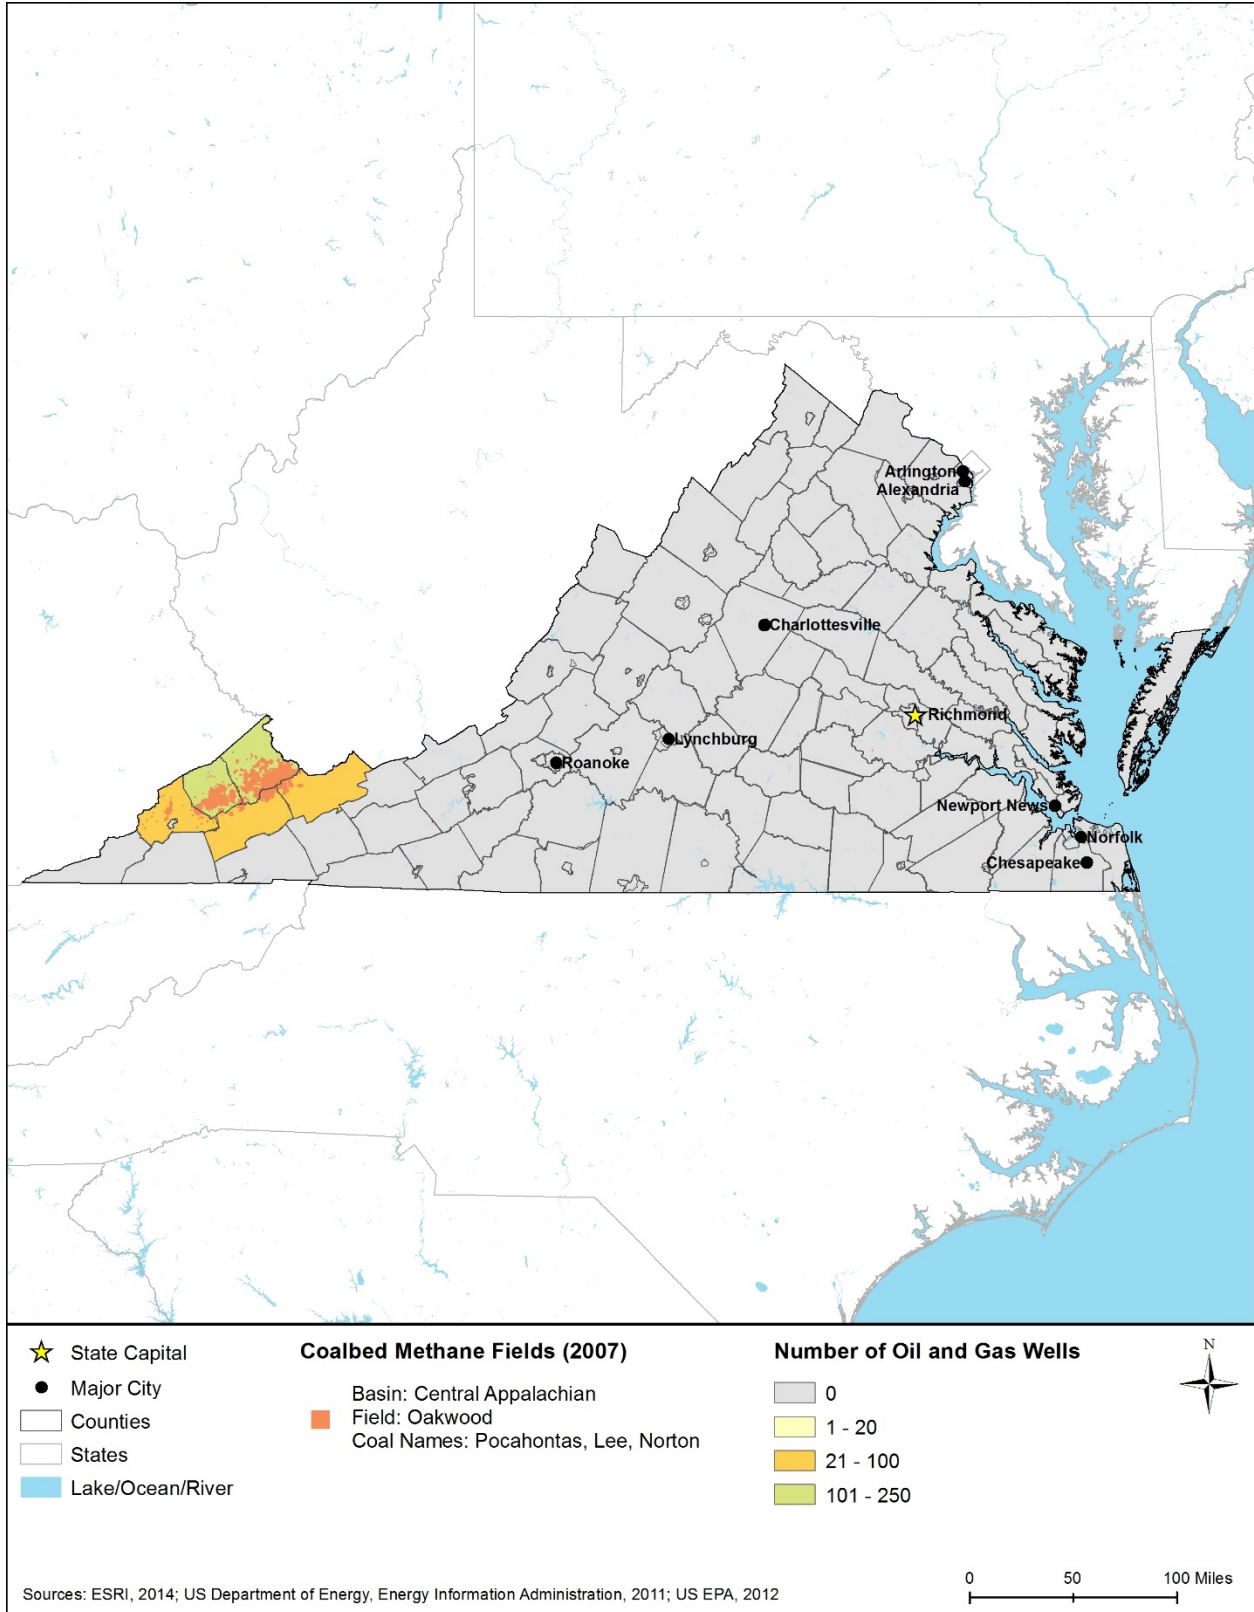 Arlington
Alexandria
Charlottesville
Richmond
Lynchburg
Roanoke
Newport News
Norfolk
Chesapeake
State Capital
Major City
Counties
States
Lake/Ocean/River
Coalbed Methane Fields (2007)
Basin: Central Appalachian
Field: Oakwood
Coal Names: Pocahontas, Lee, Norton
Number of Oil and Gas Wells
0
1 - 20
21 - 100
101 - 250
N
Sources: ESRI, 2014; US Department of Energy, Energy Information Administration, 2011; US EPA, 2012
0 50 100 Miles